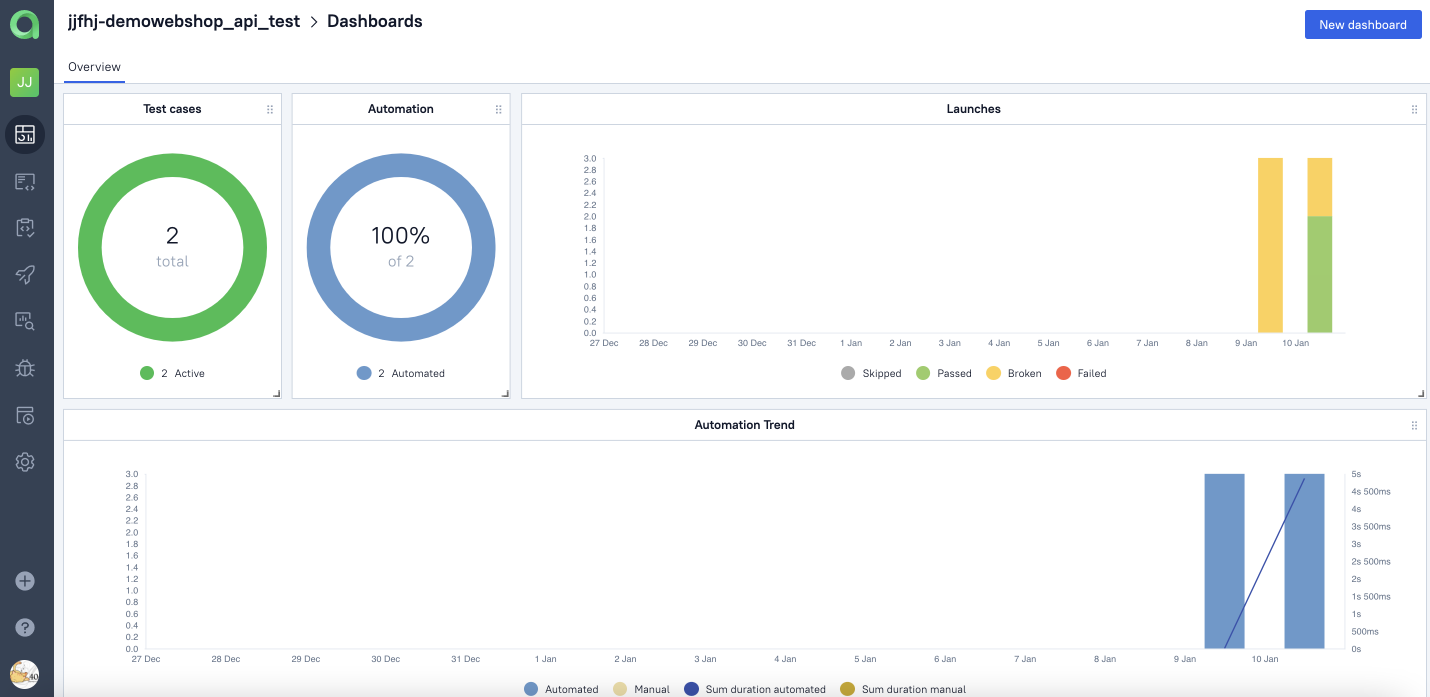 jjfhj-demowebshop_api_test > Dashboards
New dashboard
JJ
Overview
Test cases
2
total
2 Active
Automation
100%
of 2
2 Automated
Launches
3.0
2.8
2.6
2.4
2.2
2.0
1.8
1.6
1.4
1.2
1.0
0.8
0.6
0.4
0.2
0.0
27 Dec 28 Dec 29 Dec 30 Dec 31 Dec 1 Jan 2 Jan 3 Jan 4 Jan 5 Jan 6 Jan 7 Jan 8 Jan 9 Jan 10 Jan
Skipped Passed Broken Failed
Automation Trend
3.0
2.8
2.6
2.4
2.2
2.0
1.8
1.6
1.4
1.2
1.0
0.8
0.6
0.4
0.2
0.0
5s
4s 500ms
4s
3s 500ms
3s
2s 500ms
2s
1s 500ms
1s
500ms
0s
27 Dec 28 Dec 29 Dec 30 Dec 31 Dec 1 Jan 2 Jan 3 Jan 4 Jan 5 Jan 6 Jan 7 Jan 8 Jan 9 Jan 10 Jan
Automated Manual Sum duration automated Sum duration manual